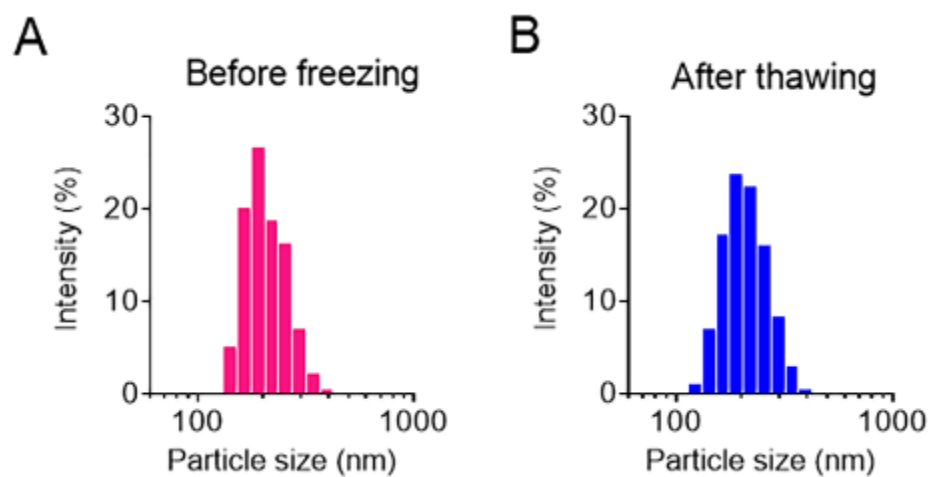 A
Before freezing
30
20
10
0
Intensity (%)
100
1000
Particle size (nm)
B
After thawing
30
20
10
0
Intensity (%)
100
1000
Particle size (nm)